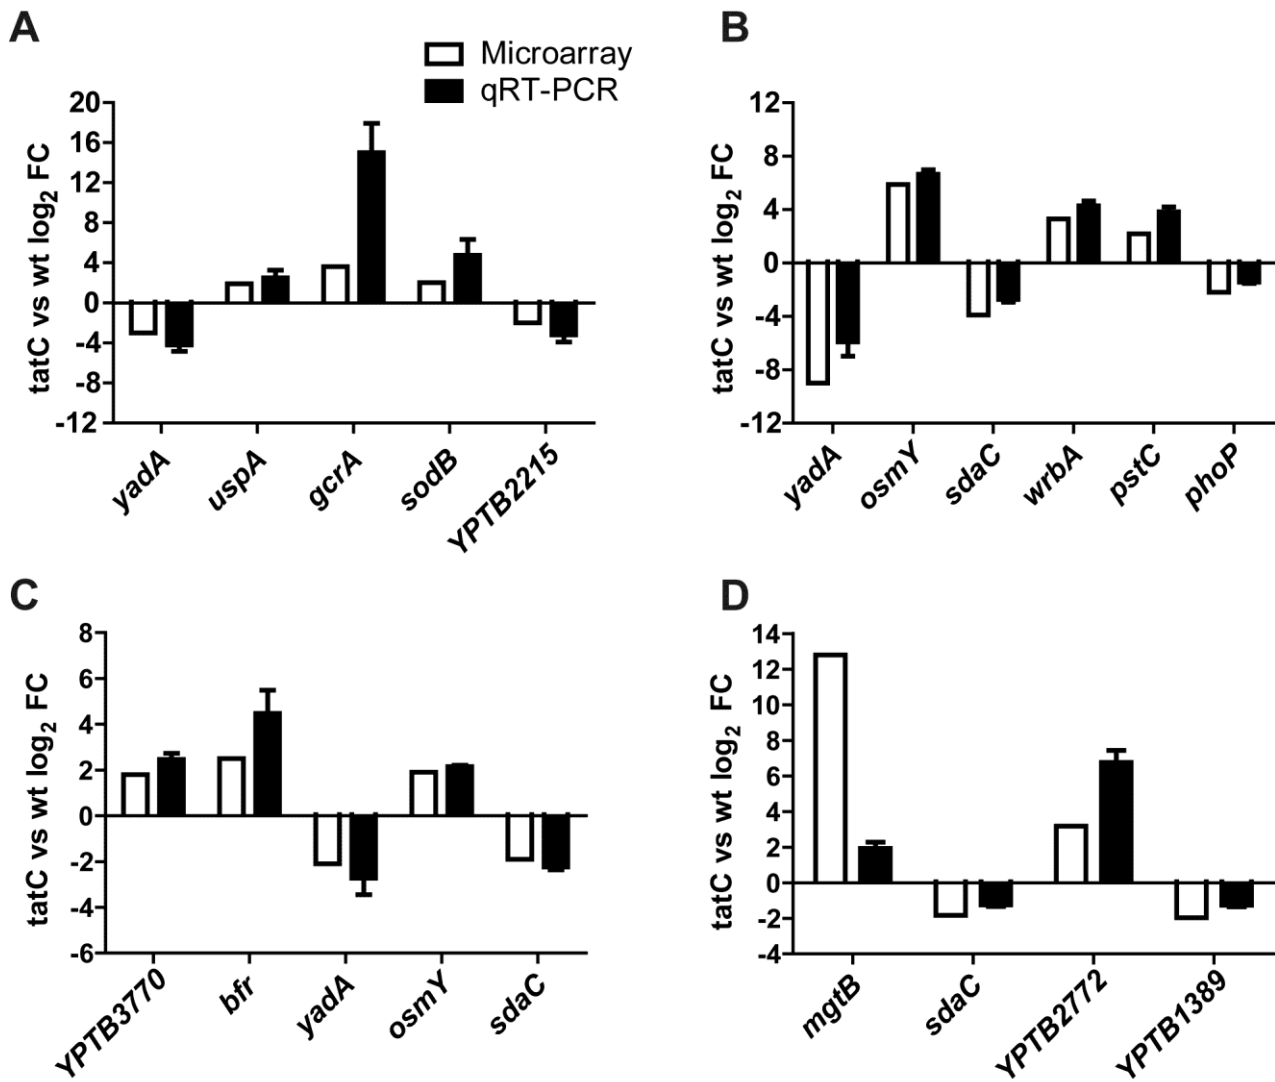 A
Microarray
qRT-PCR
tatC vs wt log2 FC
20
16
12
8
4
0
-4
-8
-12
yadA
uspA
gcrA
sodB
YPTB2215
B
tatC vs wt log2 FC
12
8
4
0
-4
-8
-12
yadA
osmY
sdaC
wrbA
pstC
phoP
C
tatC vs wt log2 FC
8
6
4
2
0
-2
-4
-6
YPTB3770
bfr
yadA
osmY
sdaC
D
tatC vs wt log2 FC
14
12
10
8
6
4
2
0
-2
-4
mgtB
sdaC
YPTB2772
YPTB1389